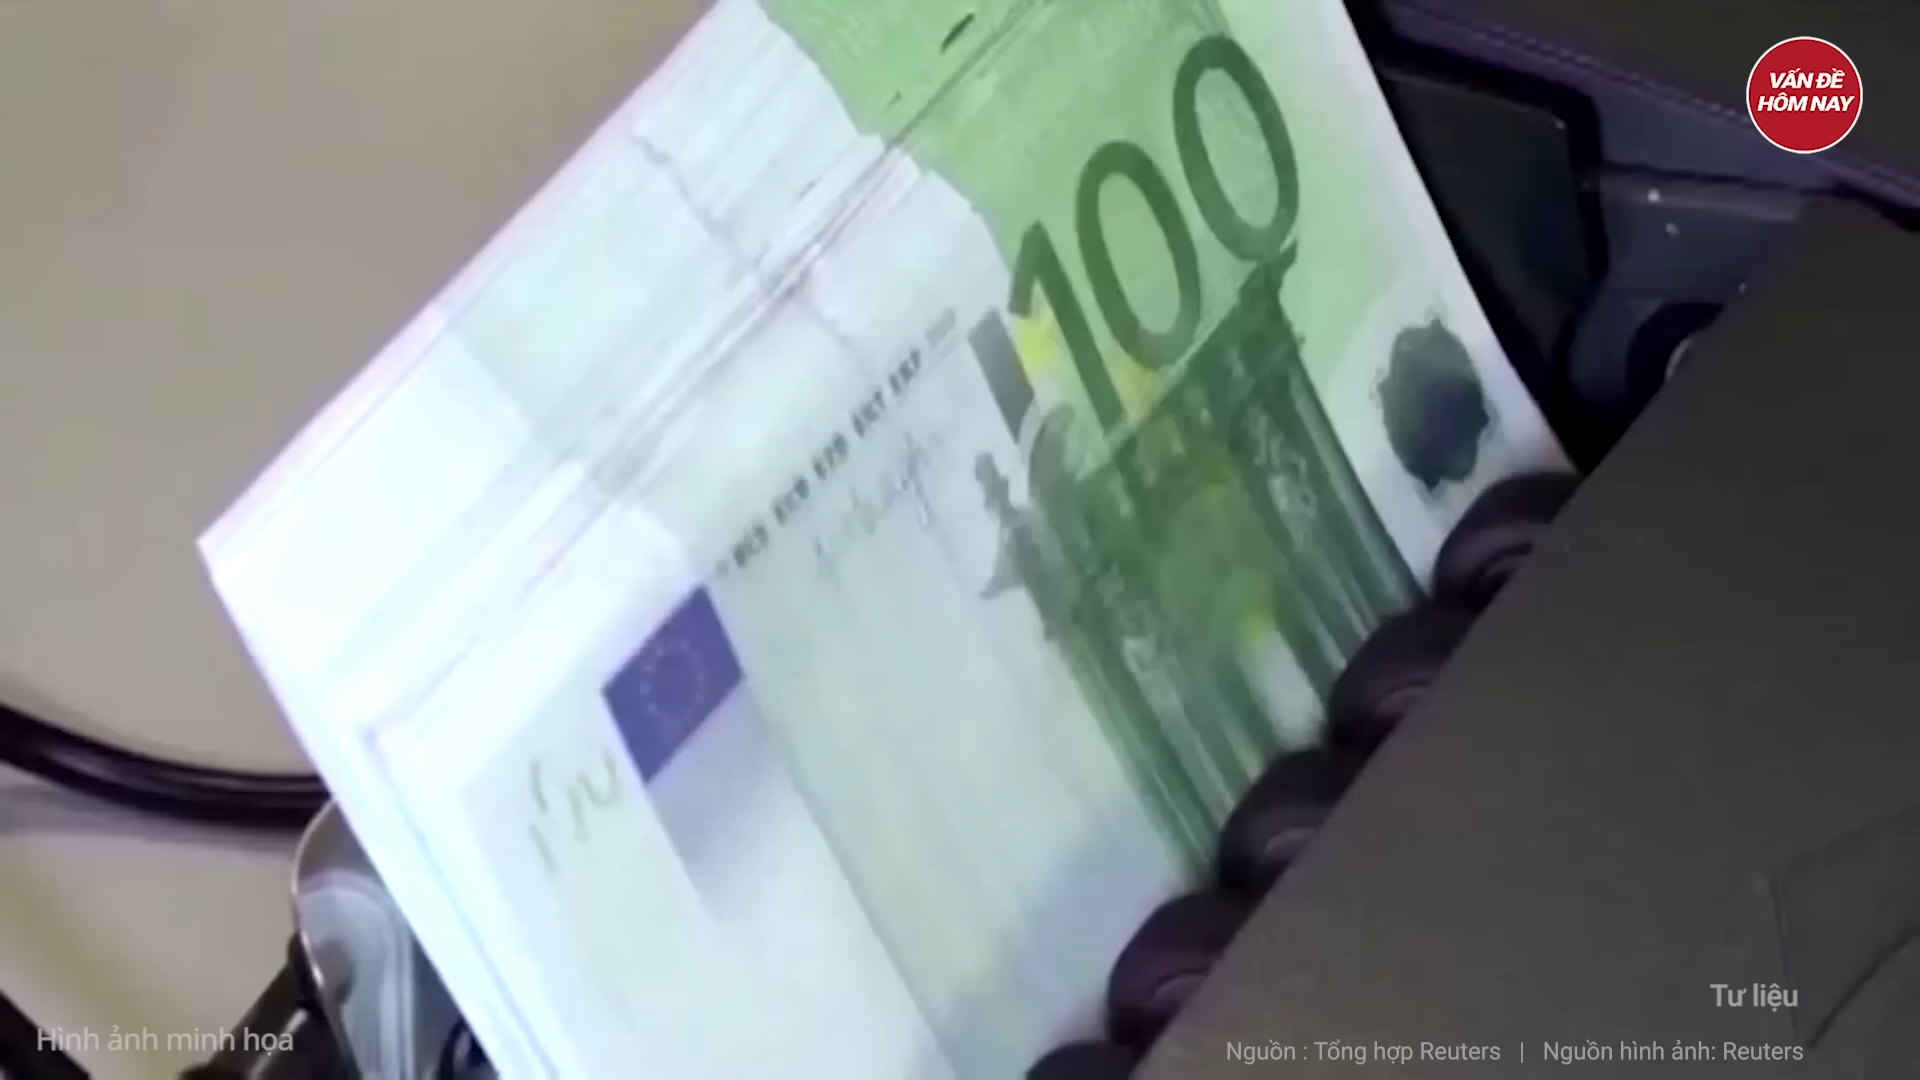 VẤN ĐỀ
HÔM NAY
100
Tư liệu
Hình ảnh minh họa
Nguồn : Tổng hợp Reuters | Nguồn hình ảnh: Reuters